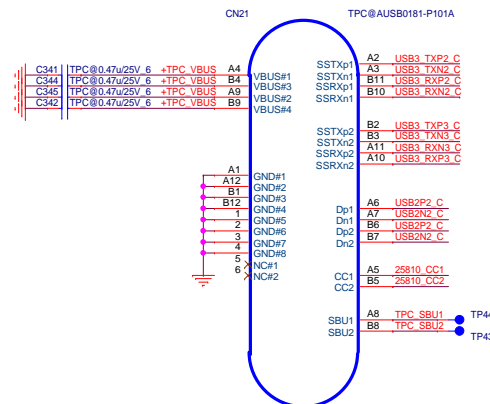 CN21 TPC@AUSB0181-P101A
C341 TPC@0.47u/25V_6 +TPC_VBUS A4 VBUS#1
C344 TPC@0.47u/25V_6 +TPC_VBUS B4 VBUS#3
C345 TPC@0.47u/25V_6 +TPC_VBUS A9 VBUS#2
C342 TPC@0.47u/25V_6 +TPC_VBUS B9 VBUS#4
SSTXp1 A2 USB3_TXP2_C
SSTXn1 A3 USB3_TXN2_C
SSRXp1 B11 USB3_RXP2_C
SSRXn1 B10 USB3_RXN2_C
SSTXp2 B2 USB3_TXP3_C
SSTXn2 B3 USB3_TXN3_C
SSRXp2 A11 USB3_RXN3_C
SSRXn2 A10 USB3_RXP3_C
A1 GND#1
A12 GND#2
B1 GND#3
B12 GND#4
1 GND#5
2 GND#6
3 GND#7
4 GND#8
5 NC#1
6 NC#2
Dp1 A6 USB2P2_C
Dn1 A7 USB2N2_C
Dp2 B6 USB2P2_C
Dn2 B7 USB2N2_C
CC1 A5 25810_CC1
CC2 B5 25810_CC2
SBU1 A8 TPC_SBU1 TP44
SBU2 B8 TPC_SBU2 TP43